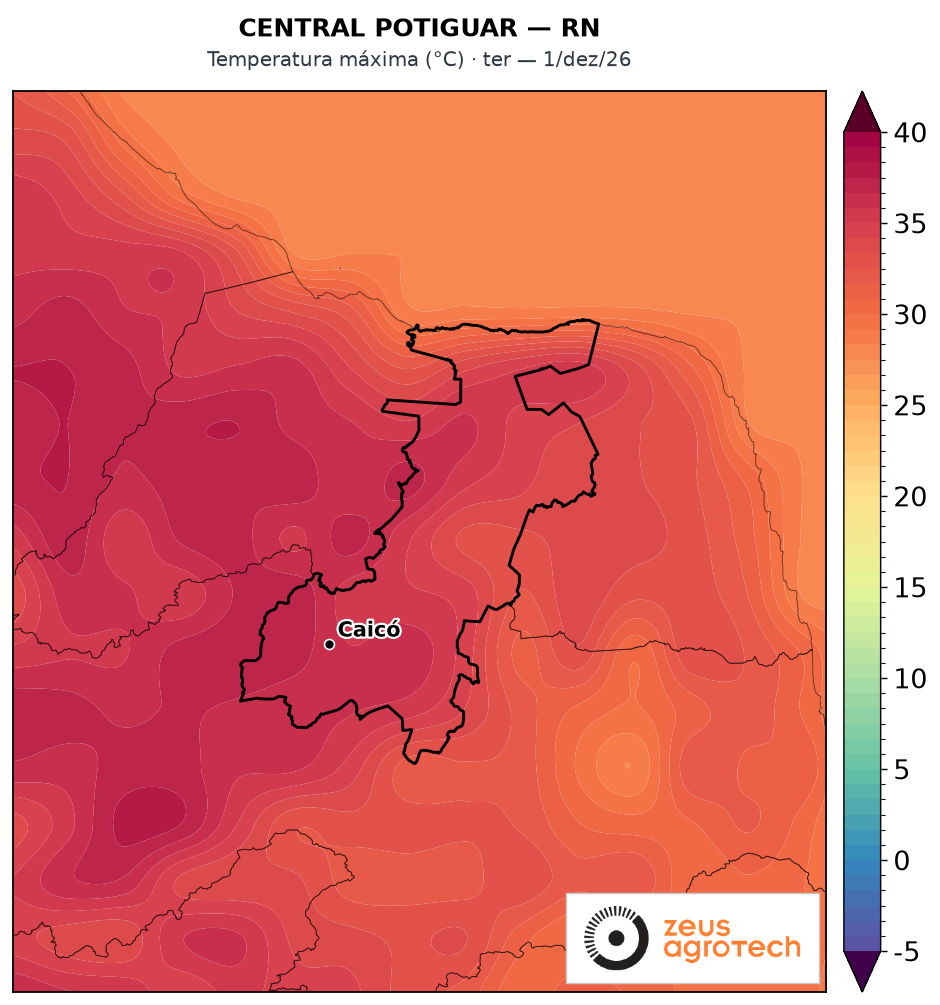 CENTRAL POTIGUAR — RN
Temperatura máxima (°C) · ter — 1/dez/26
40
35
30
25
20
15
10
5
0
-5
Caicó
zeus
agrotech